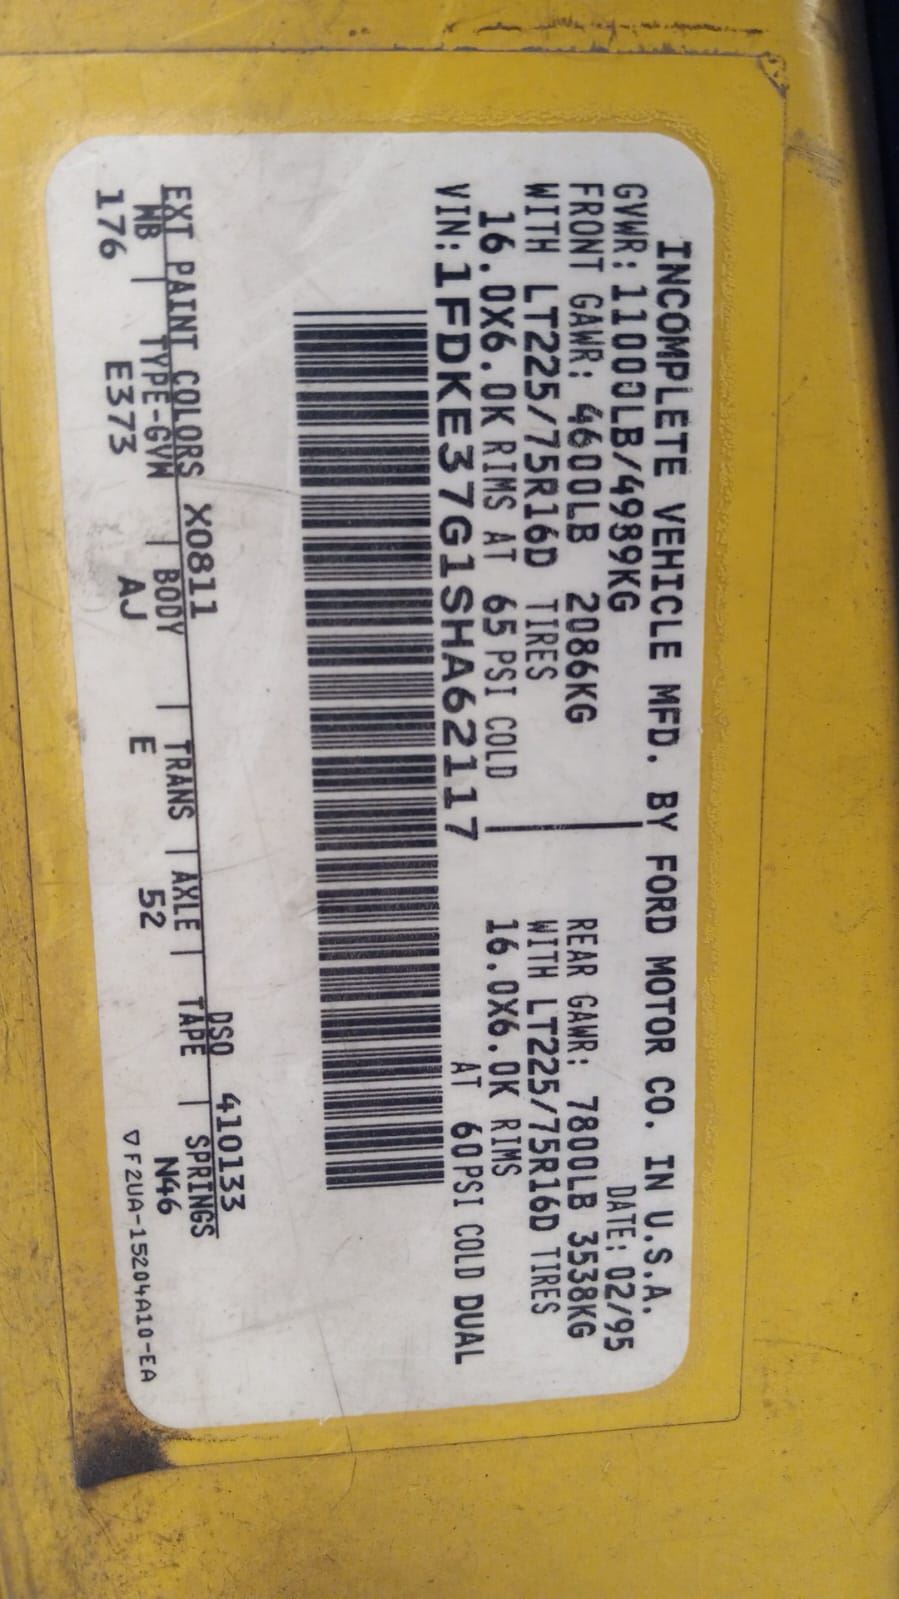 INCOMPLETE VEHICLE MFD. BY FORD MOTOR CO. IN U.S.A.
GVWR: 11000LB/4989KG DATE: 02/95
FRONT GAWR: 4600LB 2086KG REAR GAWR: 7800LB 3538KG
WITH LT225/75R16D TIRES WITH LT225/75R16D TIRES
16.0X6.0K RIMS AT 65 PSI COLD 16.0X6.0K RIMS
VIN: 1FDKE37G1SHA62117 AT 60PSI COLD DUAL
EXT PAINT COLORS X0811 DSO 410133
WB | TYPE-GVW | BODY | TRANS | AXLE | TAPE | SPRINGS
176 E373 AJ E 52 N46
▽F2UA-15204A10-EA